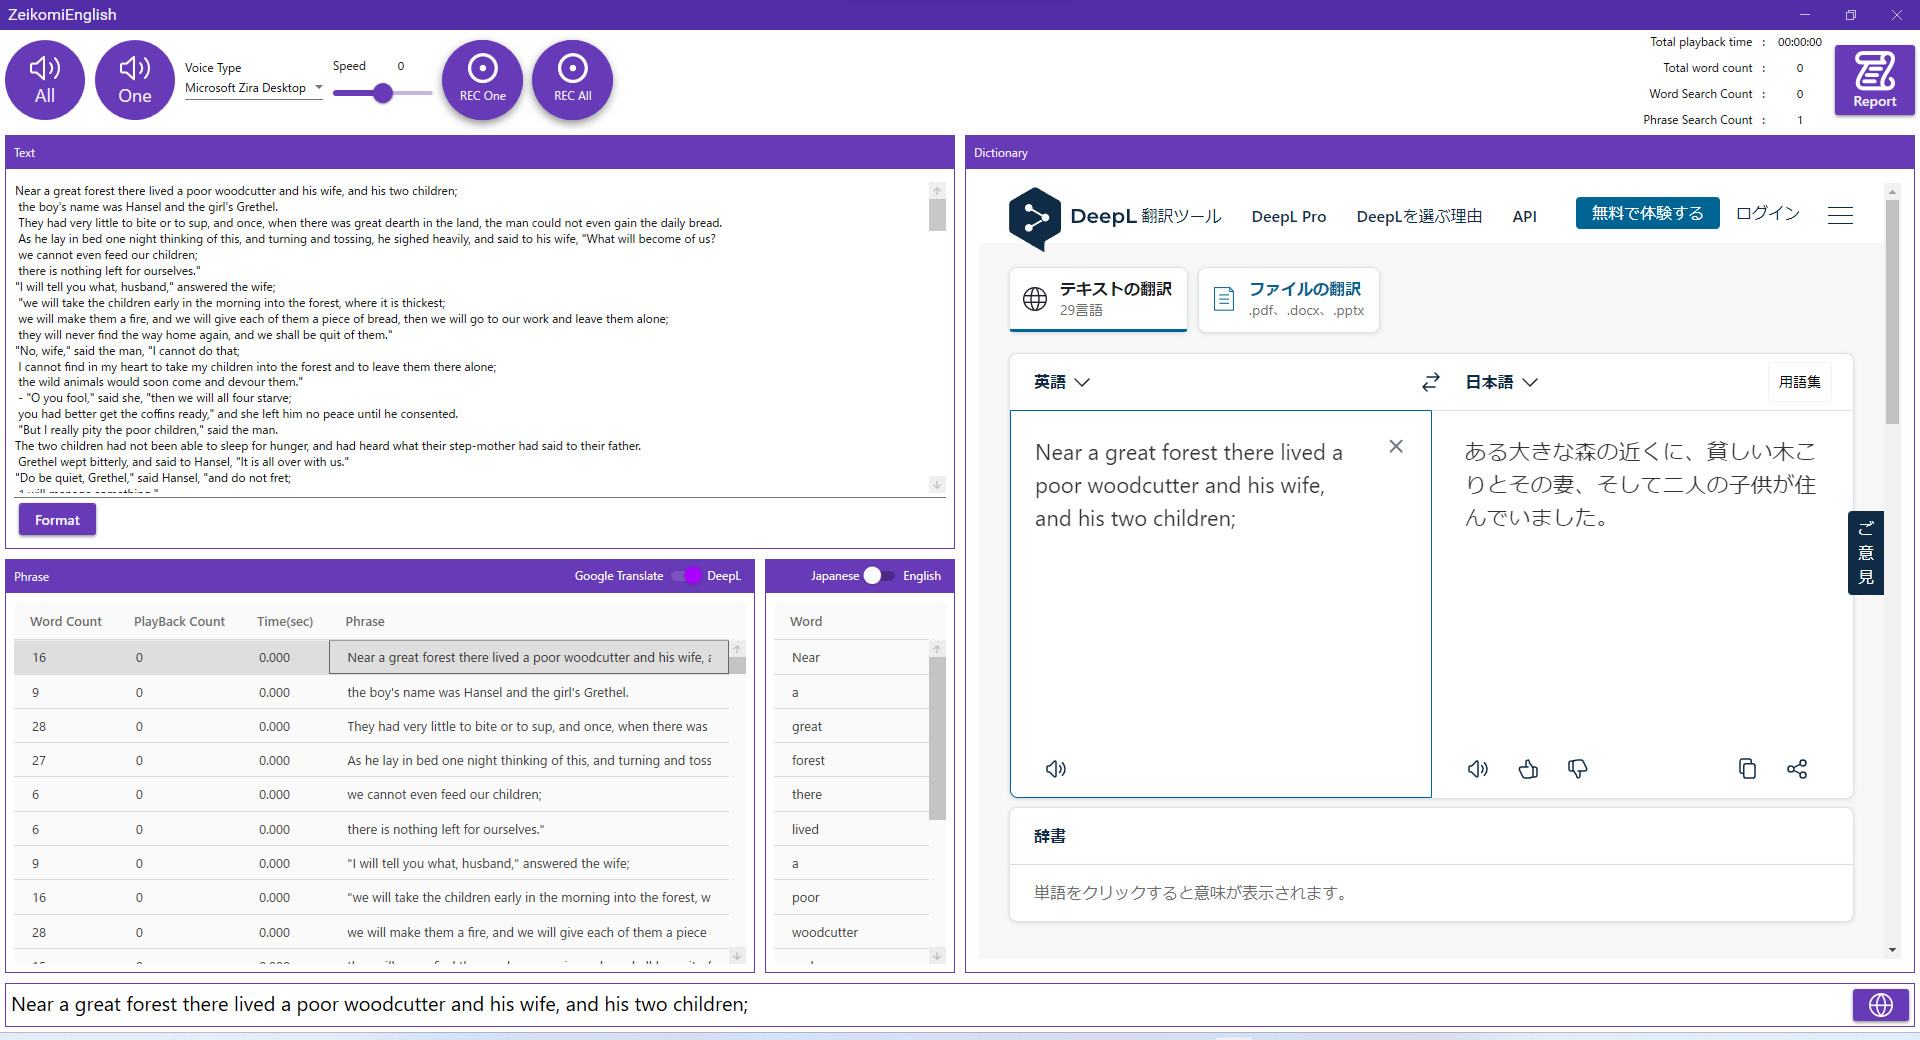 ZeikomiEnglish
All
One
Voice Type
Microsoft Zira Desktop
Speed 0
REC One
REC All
Total playback time : 00:00:00
Total word count : 0
Word Search Count : 0
Phrase Search Count : 1
Report
Text
Near a great forest there lived a poor woodcutter and his wife, and his two children;
the boy's name was Hansel and the girl's Grethel.
They had very little to bite or to sup, and once, when there was great dearth in the land, the man could not even gain the daily bread.
As he lay in bed one night thinking of this, and turning and tossing, he sighed heavily, and said to his wife, "What will become of us?
we cannot even feed our children;
there is nothing left for ourselves."
"I will tell you what, husband," answered the wife;
"we will take the children early in the morning into the forest, where it is thickest;
we will make them a fire, and we will give each of them a piece of bread, then we will go to our work and leave them alone;
they will never find the way home again, and we shall be quit of them."
"No, wife," said the man, "I cannot do that;
I cannot find in my heart to take my children into the forest and to leave them there alone;
the wild animals would soon come and devour them."
- "O you fool," said she, "then we will all four starve;
you had better get the coffins ready," and she left him no peace until he consented.
"But I really pity the poor children," said the man.
The two children had not been able to sleep for hunger, and had heard what their step-mother had said to their father.
Grethel wept bitterly, and said to Hansel, "It is all over with us."
"Do be quiet, Grethel," said Hansel, "and do not fret;
Format
Phrase
Google Translate DeepL
Word Count PlayBack Count Time(sec) Phrase
16 0 0.000 Near a great forest there lived a poor woodcutter and his wife,
9 0 0.000 the boy's name was Hansel and the girl's Grethel.
28 0 0.000 They had very little to bite or to sup, and once, when there was
27 0 0.000 As he lay in bed one night thinking of this, and turning and toss
6 0 0.000 we cannot even feed our children;
6 0 0.000 there is nothing left for ourselves."
9 0 0.000 "I will tell you what, husband," answered the wife;
16 0 0.000 "we will take the children early in the morning into the forest, w
28 0 0.000 we will make them a fire, and we will give each of them a piece
Japanese English
Word
Near
a
great
forest
there
lived
a
poor
woodcutter
Dictionary
DeepL 翻訳ツール
DeepL Pro
DeepLを選ぶ理由
API
無料で体験する
ログイン
テキストの翻訳
29言語
ファイルの翻訳
.pdf、.docx、.pptx
英語
日本語
用語集
Near a great forest there lived a
poor woodcutter and his wife,
and his two children;
ある大きな森の近くに、貧しい木こ
りとその妻、そして二人の子供が住
んでいました。
ご意見
辞書
単語をクリックすると意味が表示されます。
Near a great forest there lived a poor woodcutter and his wife, and his two children;